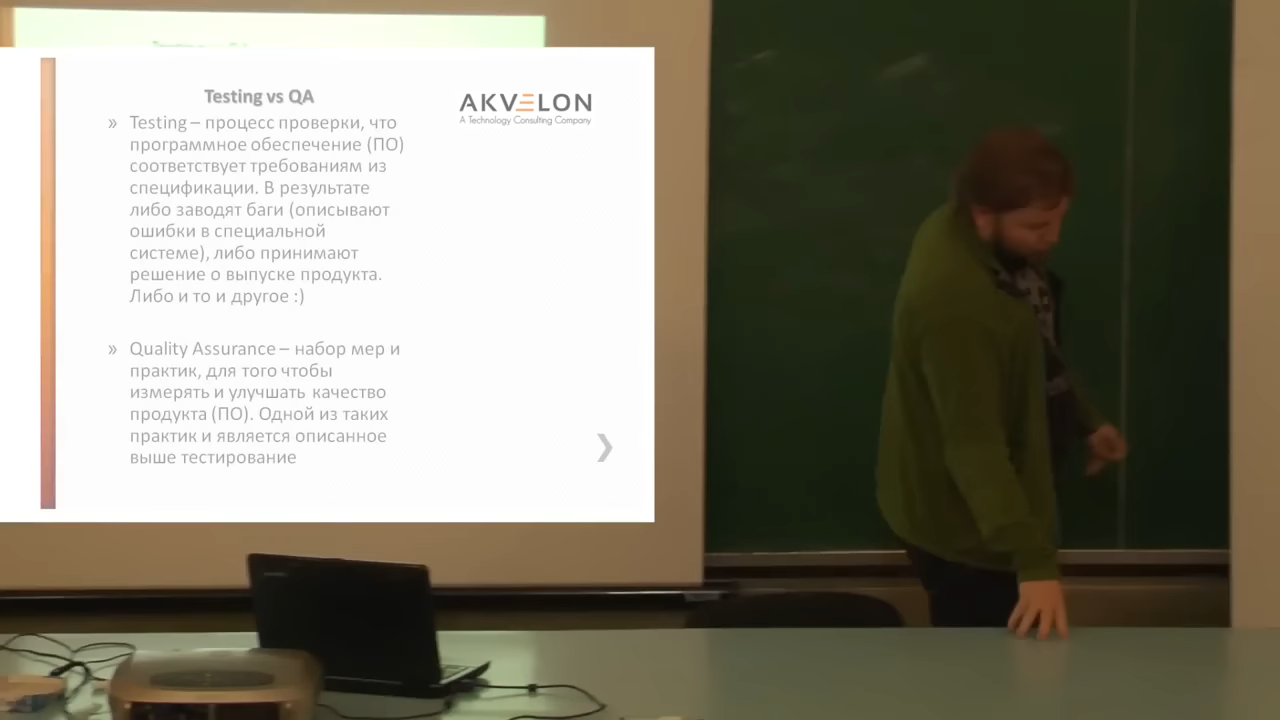 Testing vs QA
AKVELON
A Technology Consulting Company
» Testing – процесс проверки, что
программное обеспечение (ПО)
соответствует требованиям из
спецификации. В результате
либо заводят баги (описывают
ошибки в специальной
системе), либо принимают
решение о выпуске продукта.
Либо и то и другое :)
» Quality Assurance – набор мер и
практик, для того чтобы
измерять и улучшать качество
продукта (ПО). Одной из таких
практик и является описанное
выше тестирование